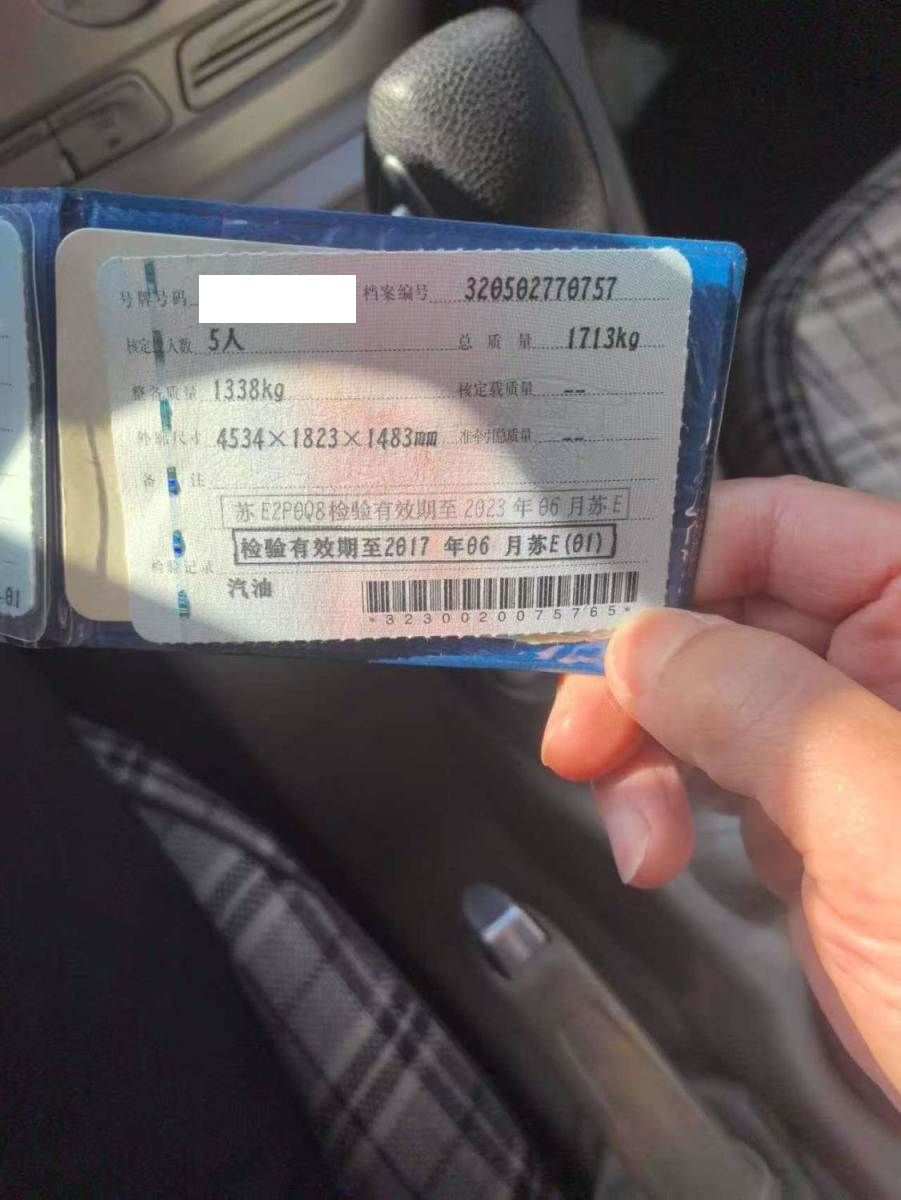 号牌号码 档案编号 320502770757
核定载人数 5人 总质量 1713kg
整备质量 1338kg 核定载质量 --
外廓尺寸 4534×1823×1483mm 准牵引总质量 --
备注
苏E2P0Q8检验有效期至2023年06月苏E
检验有效期至2017 年06 月苏E(01)
检验记录
汽油
*3230020075765*
-01